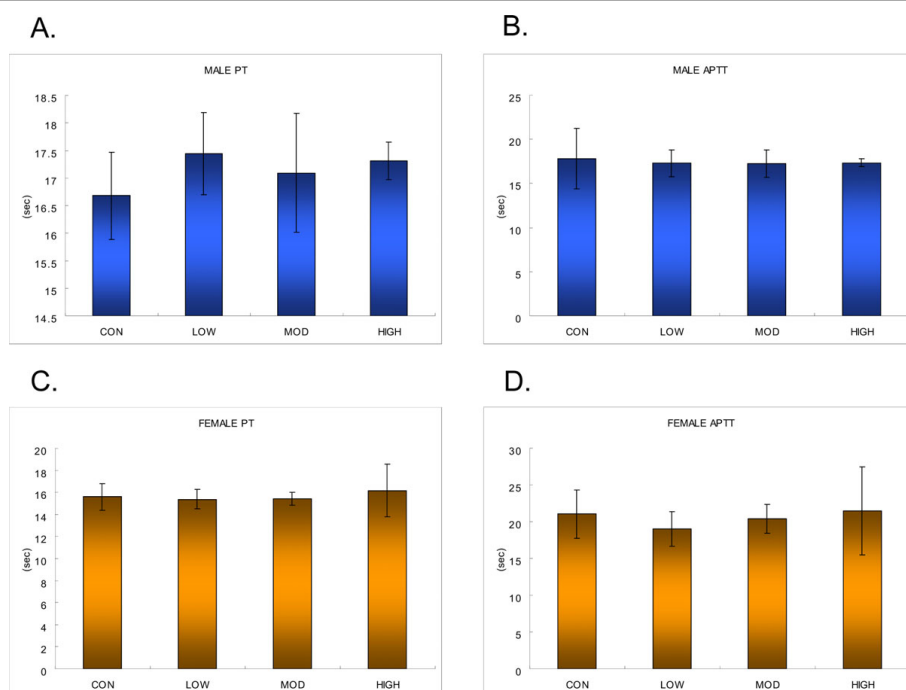 A.
MALE PT
18.5
18
17.5
17
16.5
16
15.5
15
14.5
(sec)
CON LOW MOD HIGH
B.
MALE APTT
25
20
15
10
5
0
(sec)
CON LOW MOD HIGH
C.
FEMALE PT
20
18
16
14
12
10
8
6
4
2
0
(sec)
CON LOW MOD HIGH
D.
FEMALE APTT
30
25
20
15
10
5
0
(sec)
CON LOW MOD HIGH